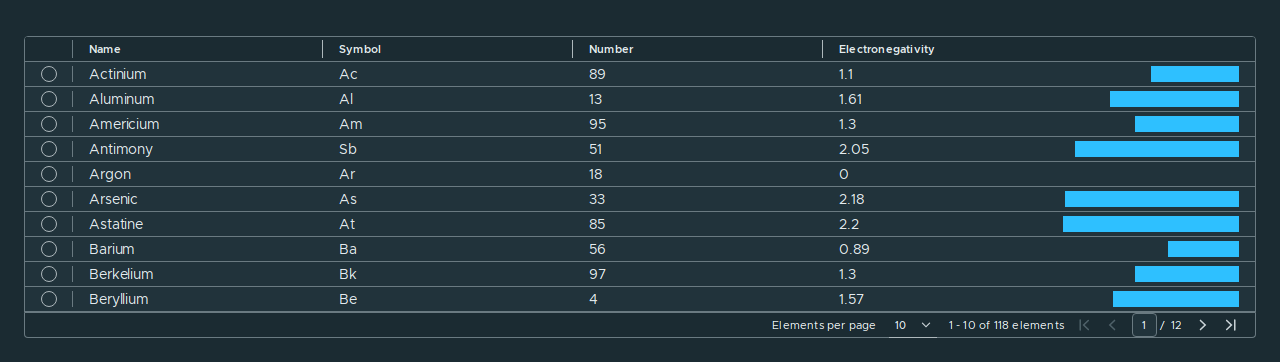 Name Symbol Number Electronegativity
Actinium Ac 89 1.1
Aluminum Al 13 1.61
Americium Am 95 1.3
Antimony Sb 51 2.05
Argon Ar 18 0
Arsenic As 33 2.18
Astatine At 85 2.2
Barium Ba 56 0.89
Berkelium Bk 97 1.3
Beryllium Be 4 1.57
Elements per page 10 1 - 10 of 118 elements 1 / 12